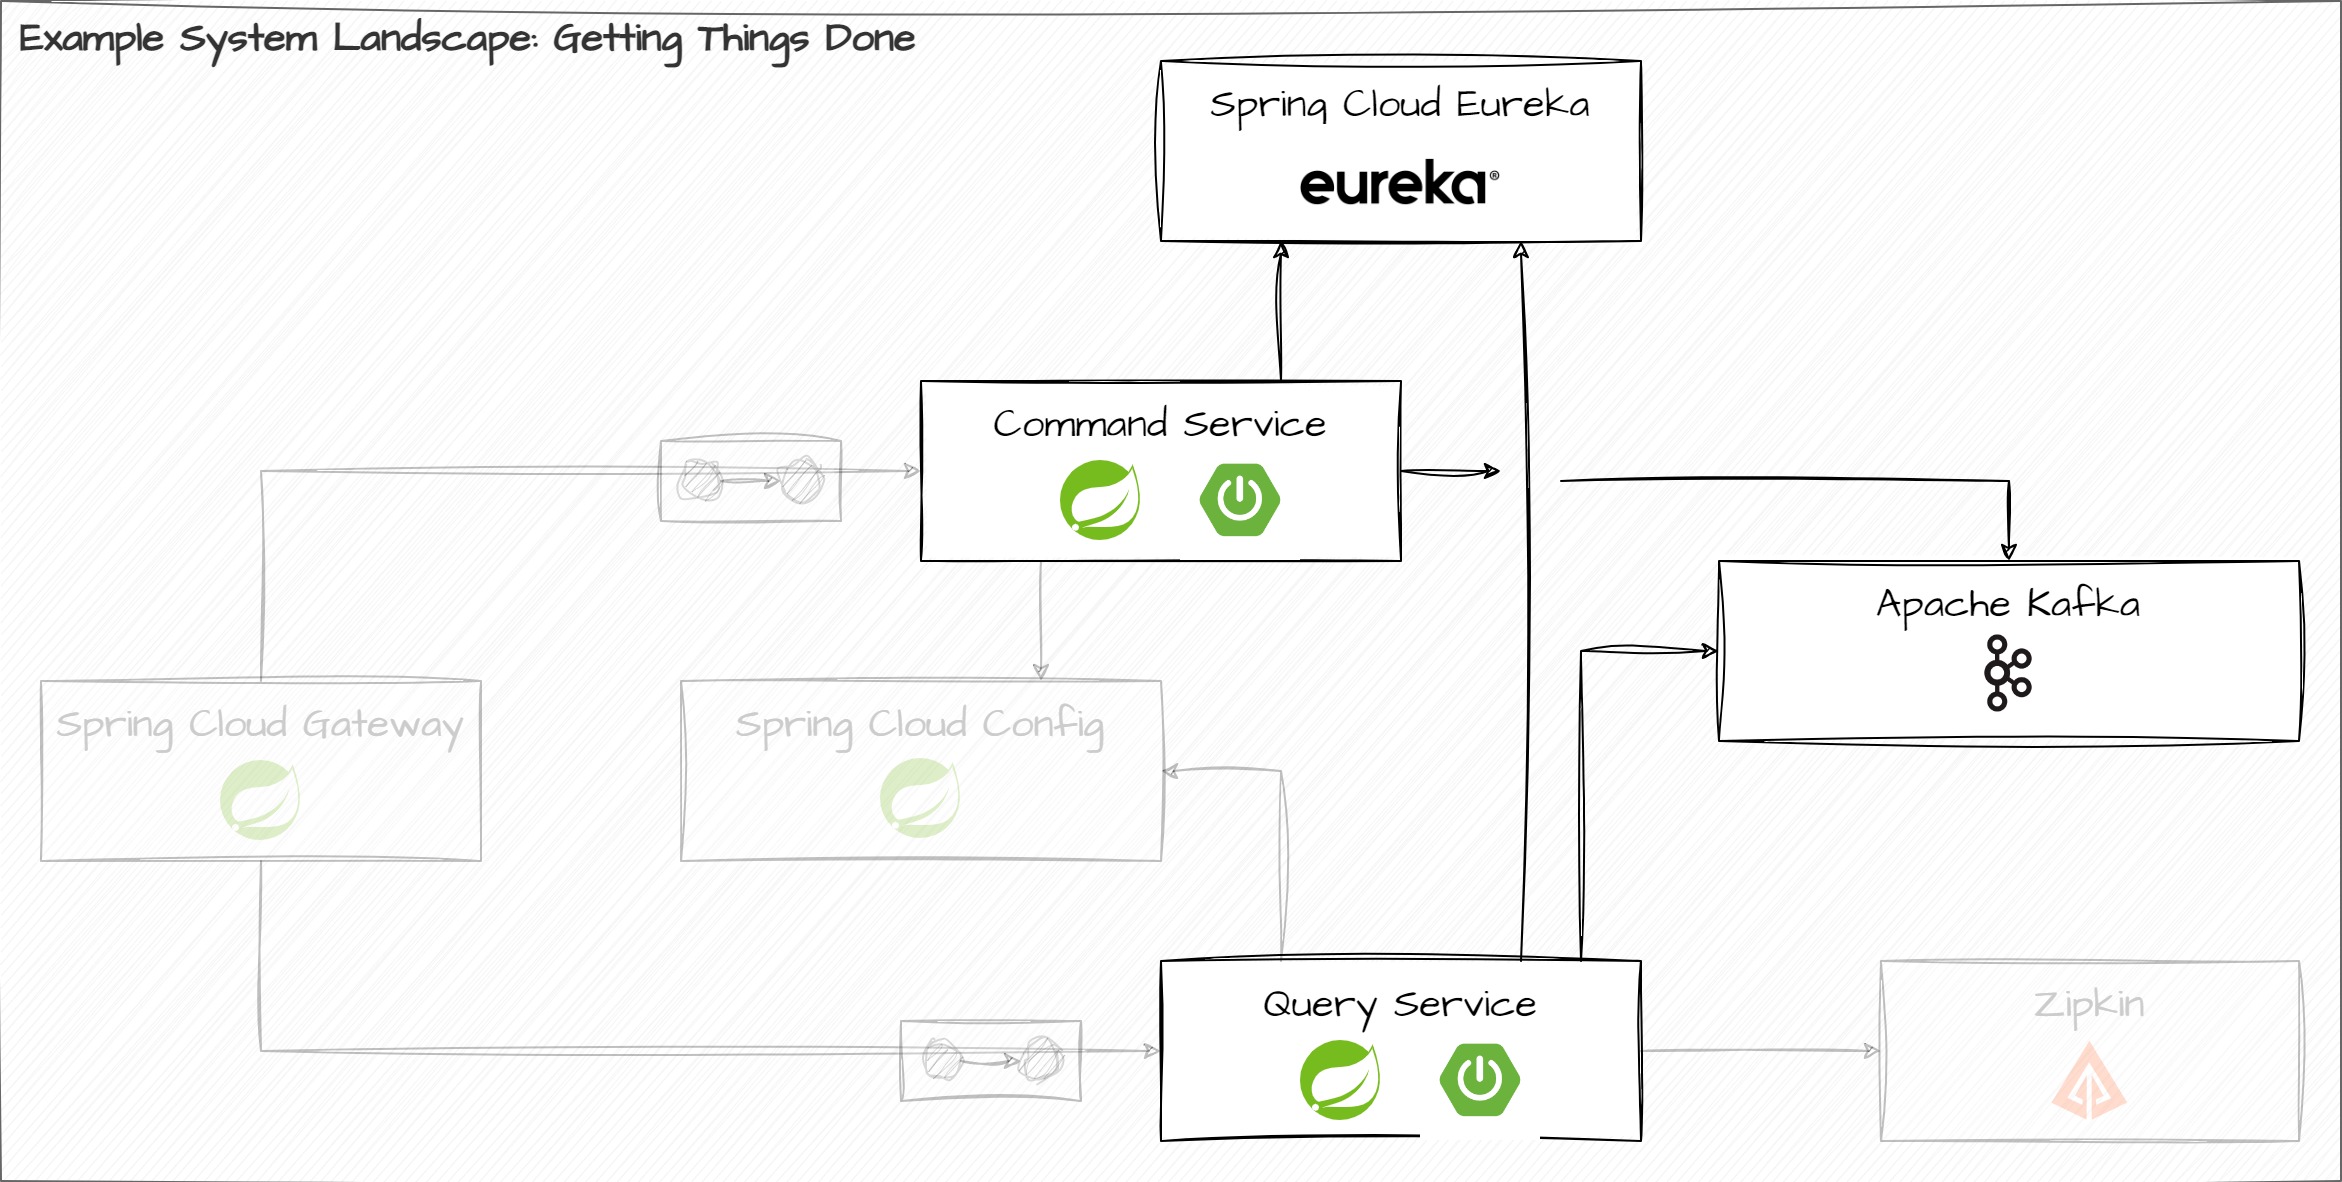 Example System Landscape: Getting Things Done
Spring Cloud Eureka
eureka®
Command Service
Apache Kafka
Spring Cloud Gateway
Spring Cloud Config
Query Service
Zipkin